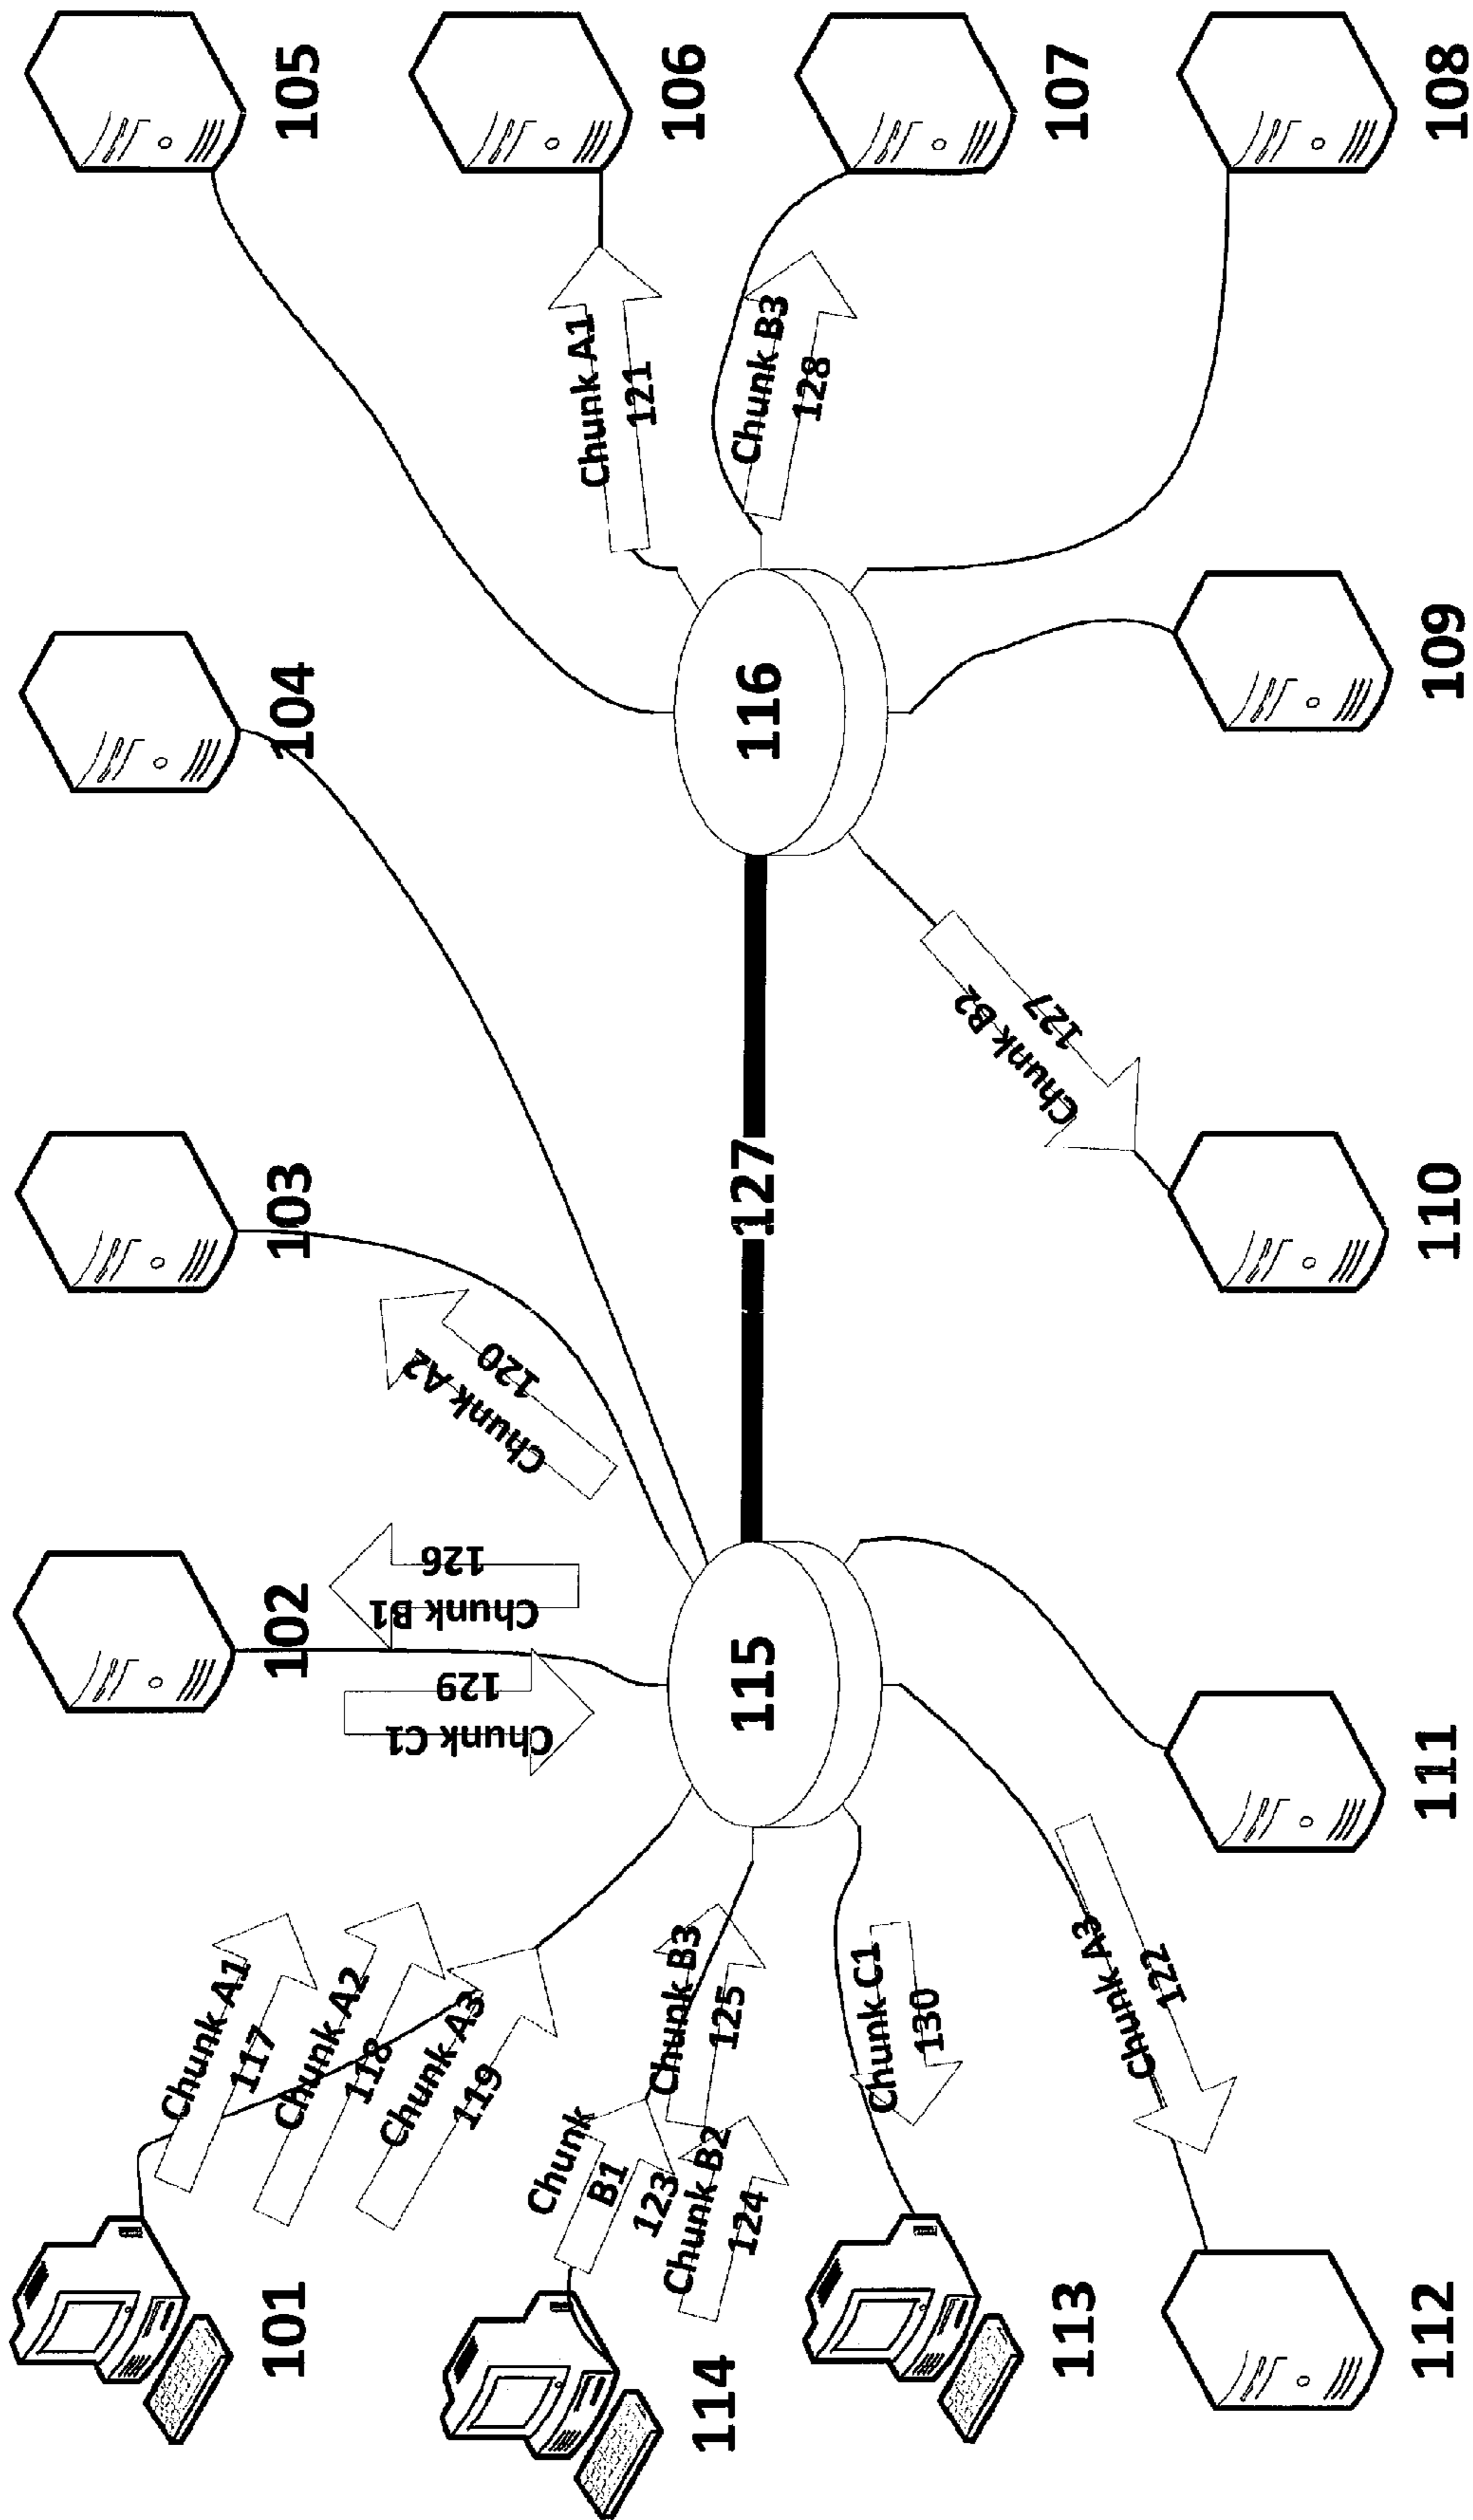 101
102
103
104
105
114
113
112
111
110
109
108
107
106
115
116
127
Chunk A1
117
Chunk A2
118
Chunk A3
119
Chunk
B1
123
Chunk B2
124
Chunk B3
125
Chunk C1
130
Chunk A3
122
Chunk C1
129
Chunk B1
126
Chunk A2
120
Chunk B2
127
Chunk A1
121
Chunk B3
128